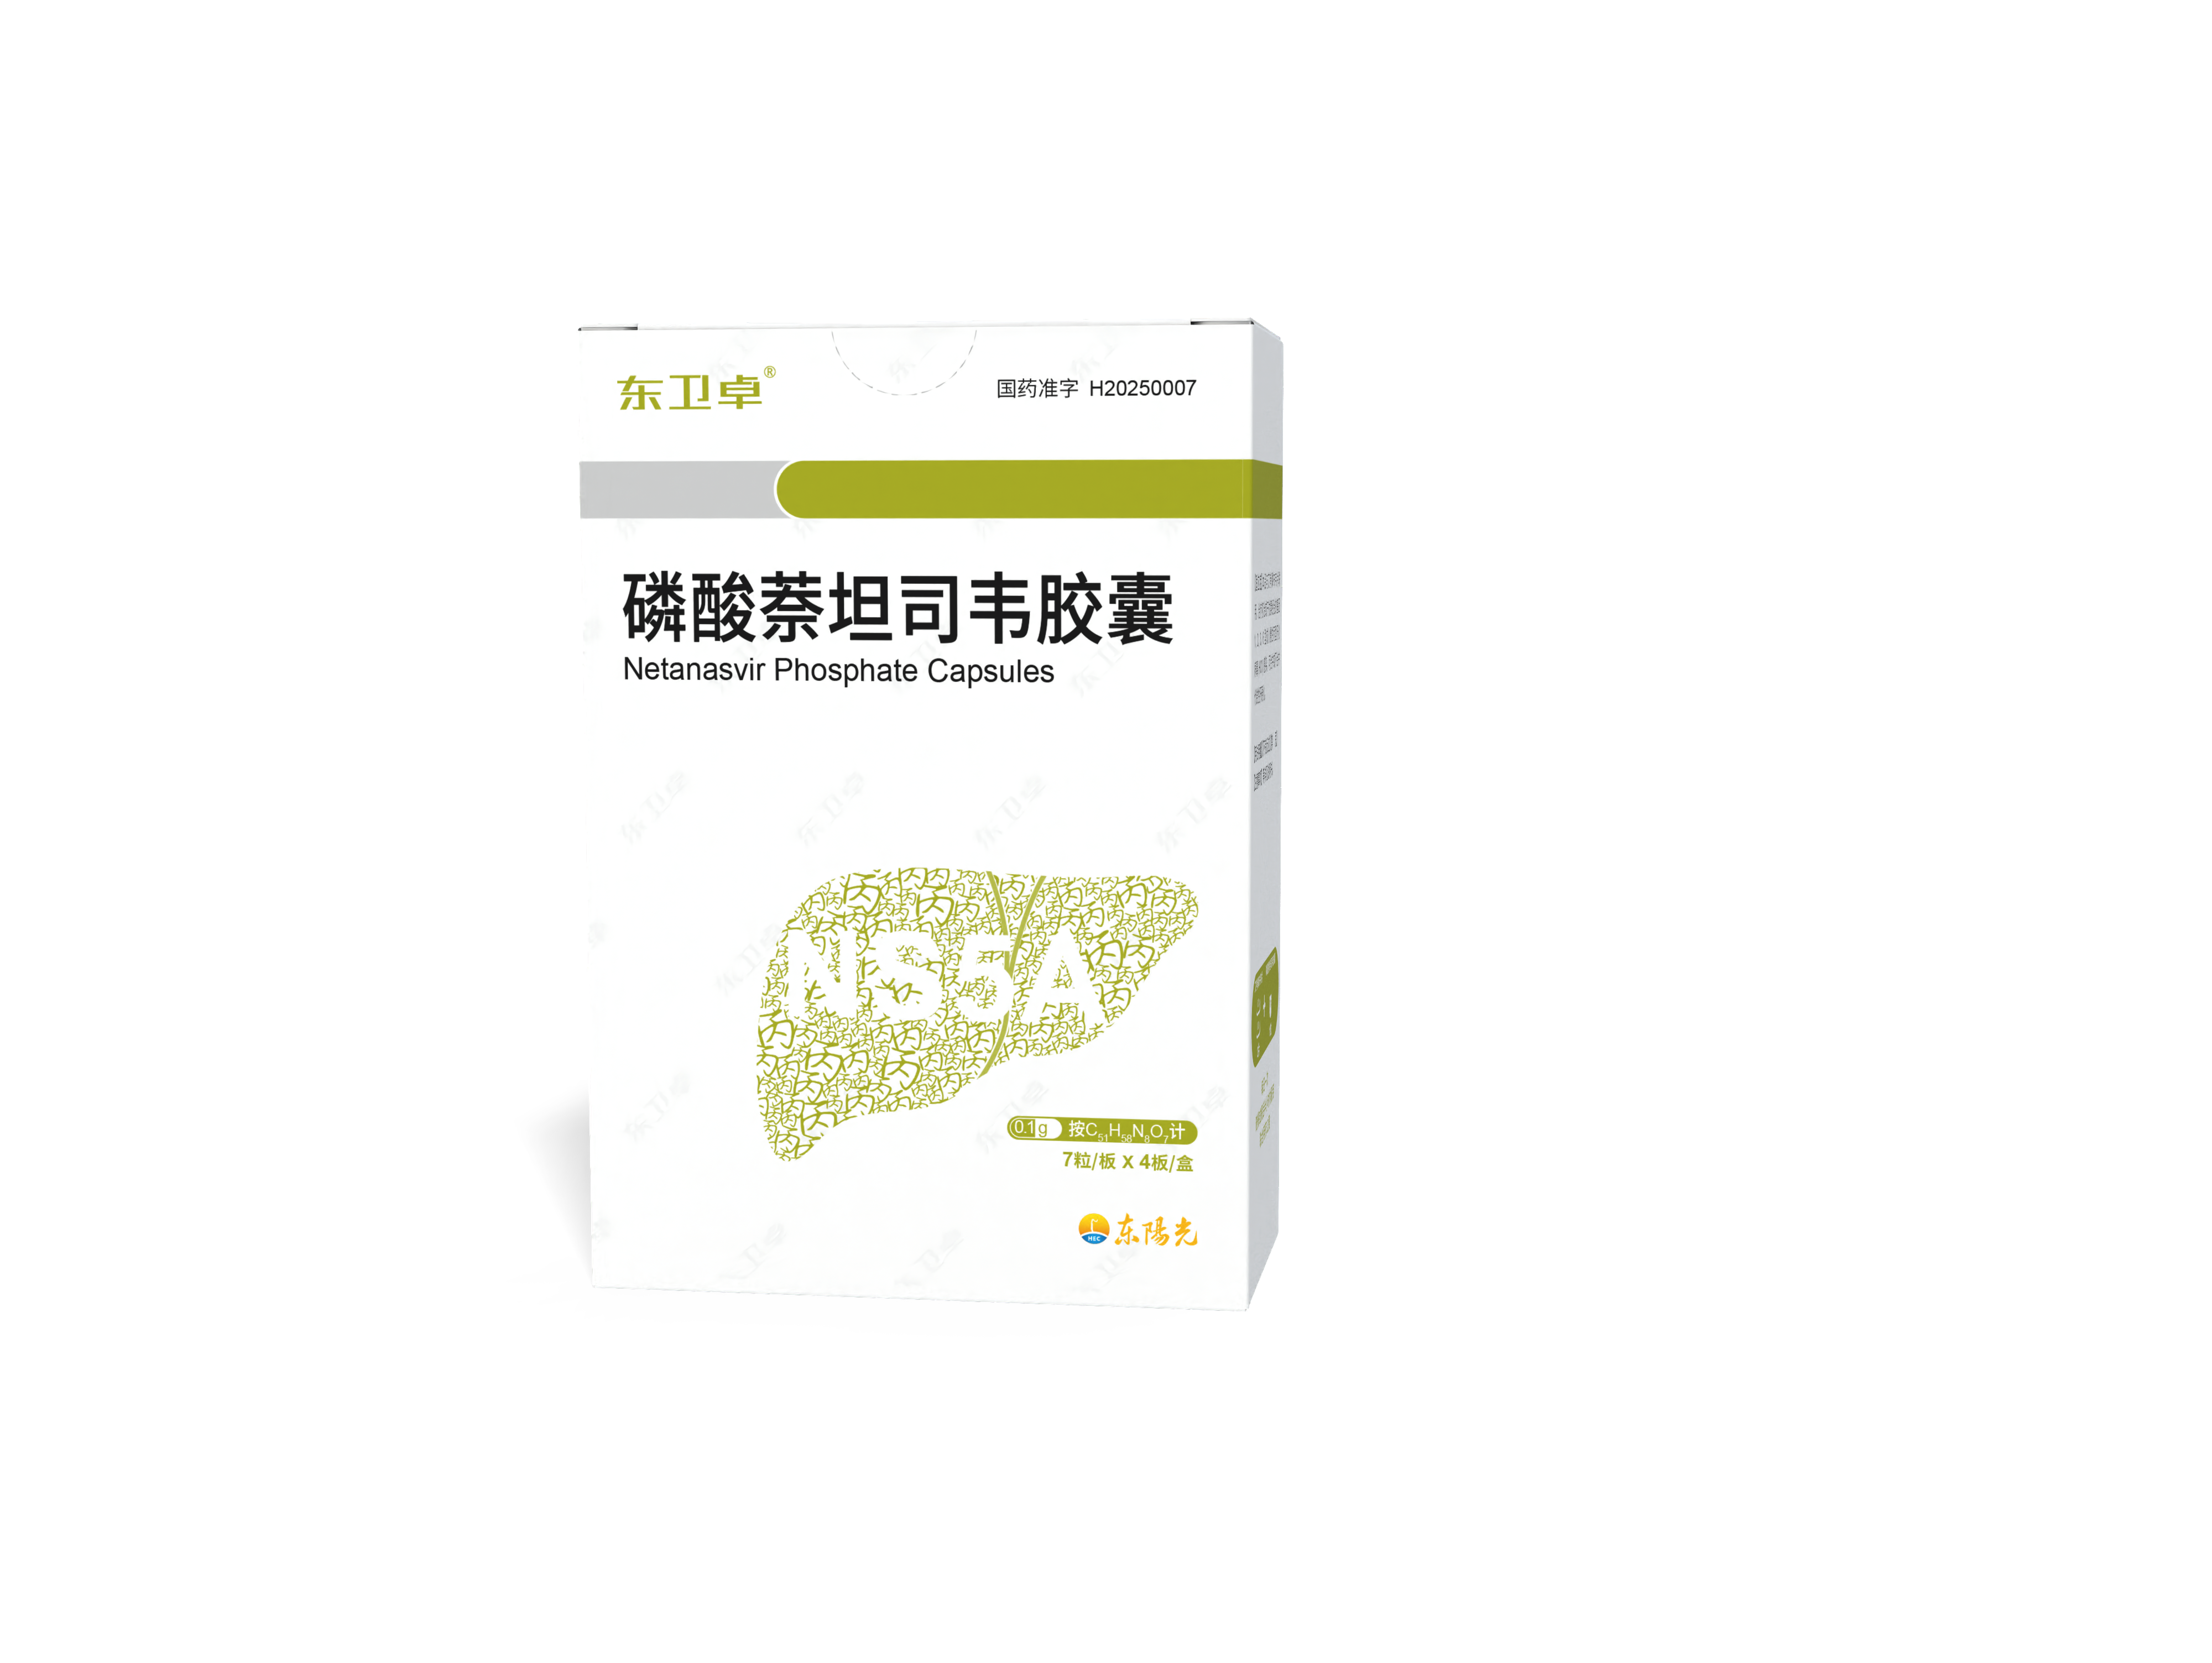 东卫卓®
国药准字 H20250007
磷酸萘坦司韦胶囊
Netanasvir Phosphate Capsules
NS5A
0.1g 按C₅₁H₅₈N₈O₇计
7粒/板 X 4板/盒
HEC 东陽光